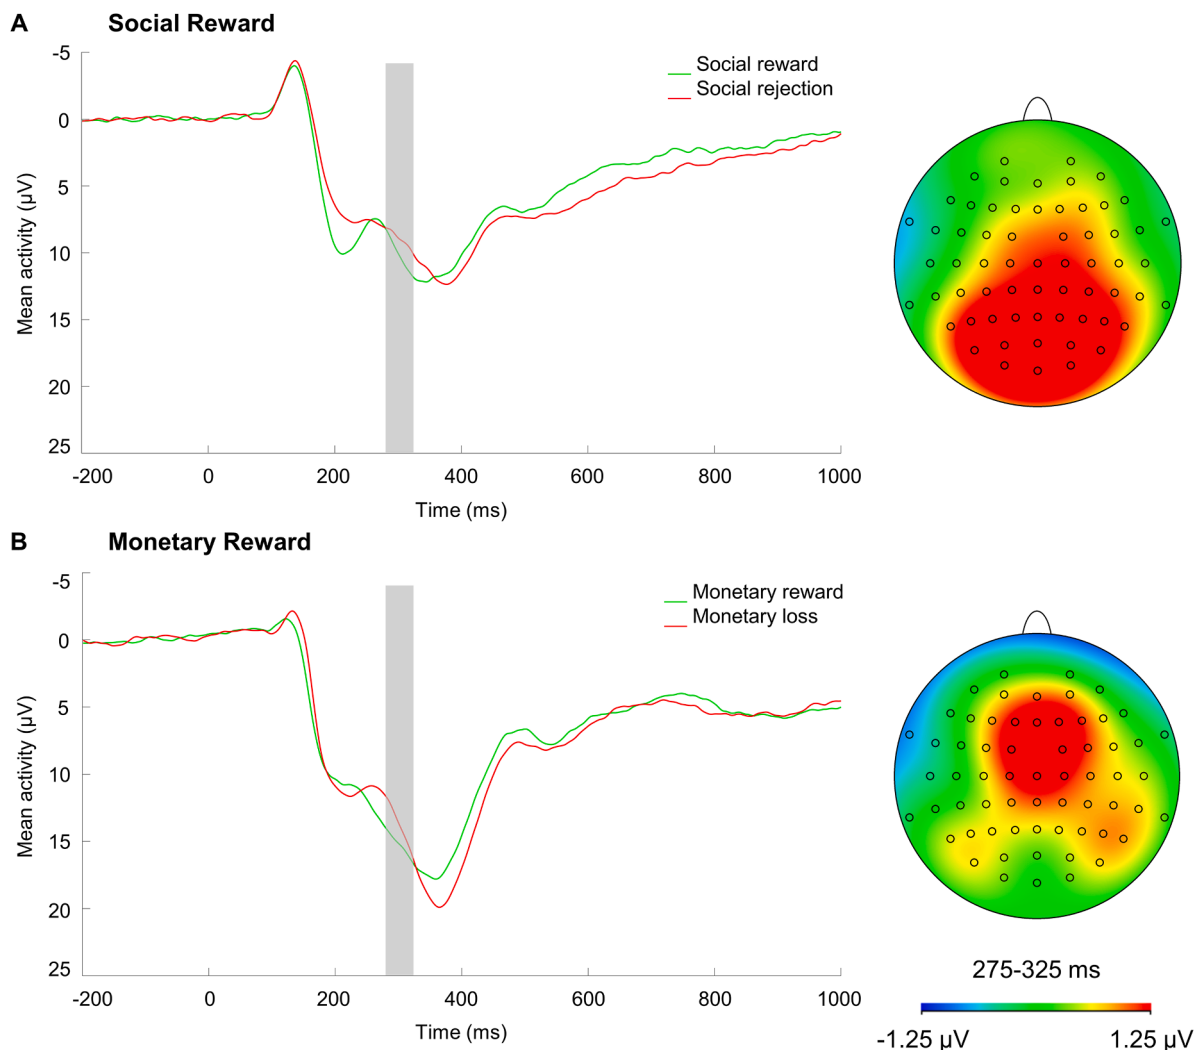 A Social Reward
-5
0
5
10
15
20
25
Mean activity (µV)
Social reward
Social rejection
-200 0 200 400 600 800 1000
Time (ms)
B Monetary Reward
-5
0
5
10
15
20
25
Mean activity (µV)
Monetary reward
Monetary loss
-200 0 200 400 600 800 1000
Time (ms)
275-325 ms
-1.25 µV 1.25 µV